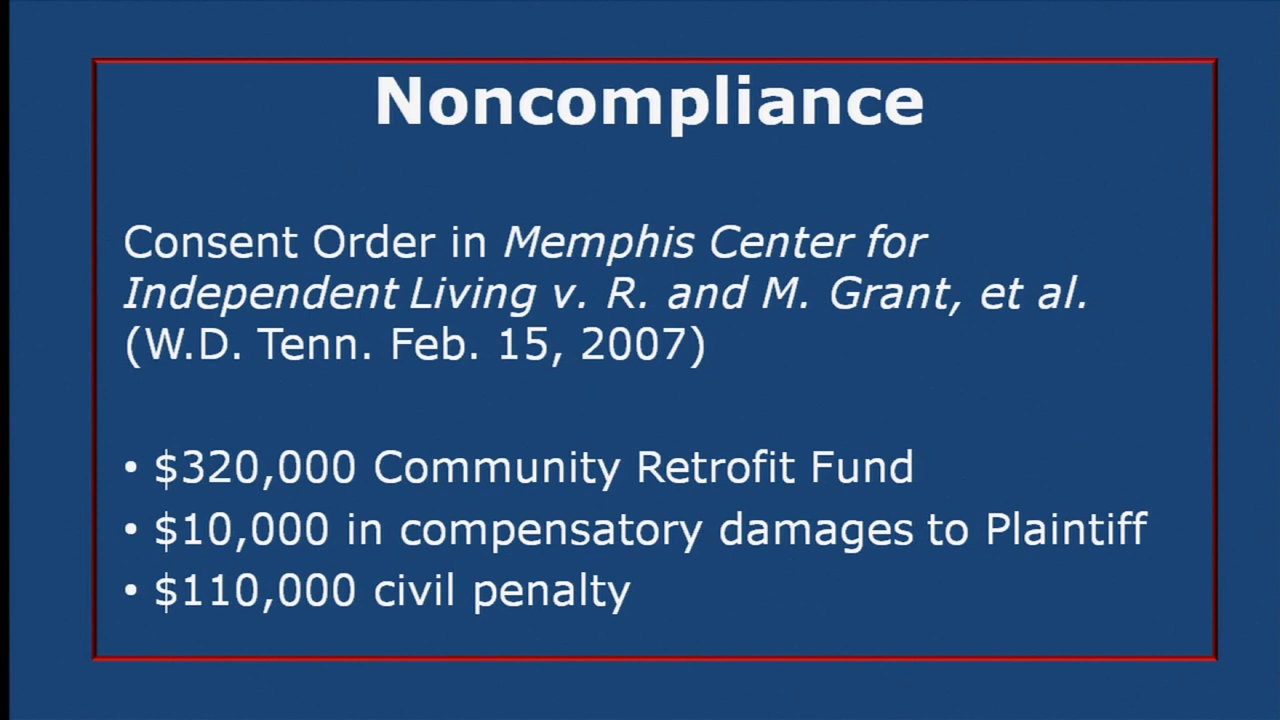 Noncompliance
Consent Order in Memphis Center for
Independent Living v. R. and M. Grant, et al.
(W.D. Tenn. Feb. 15, 2007)
• $320,000 Community Retrofit Fund
• $10,000 in compensatory damages to Plaintiff
• $110,000 civil penalty